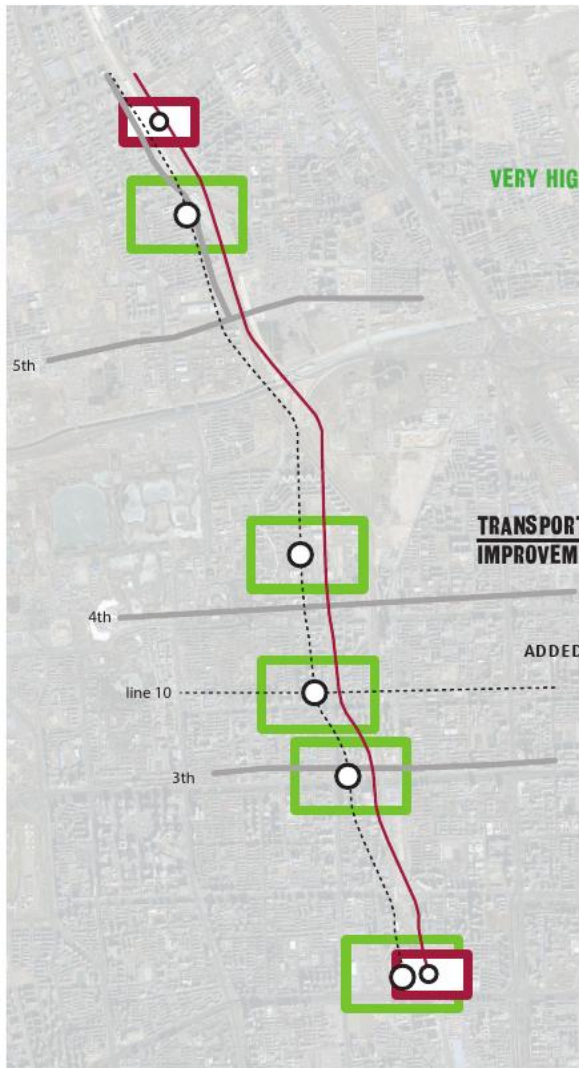 VERY HIG
5th
TRANSPORT
IMPROVEM
4th
ADDED
line 10
3th